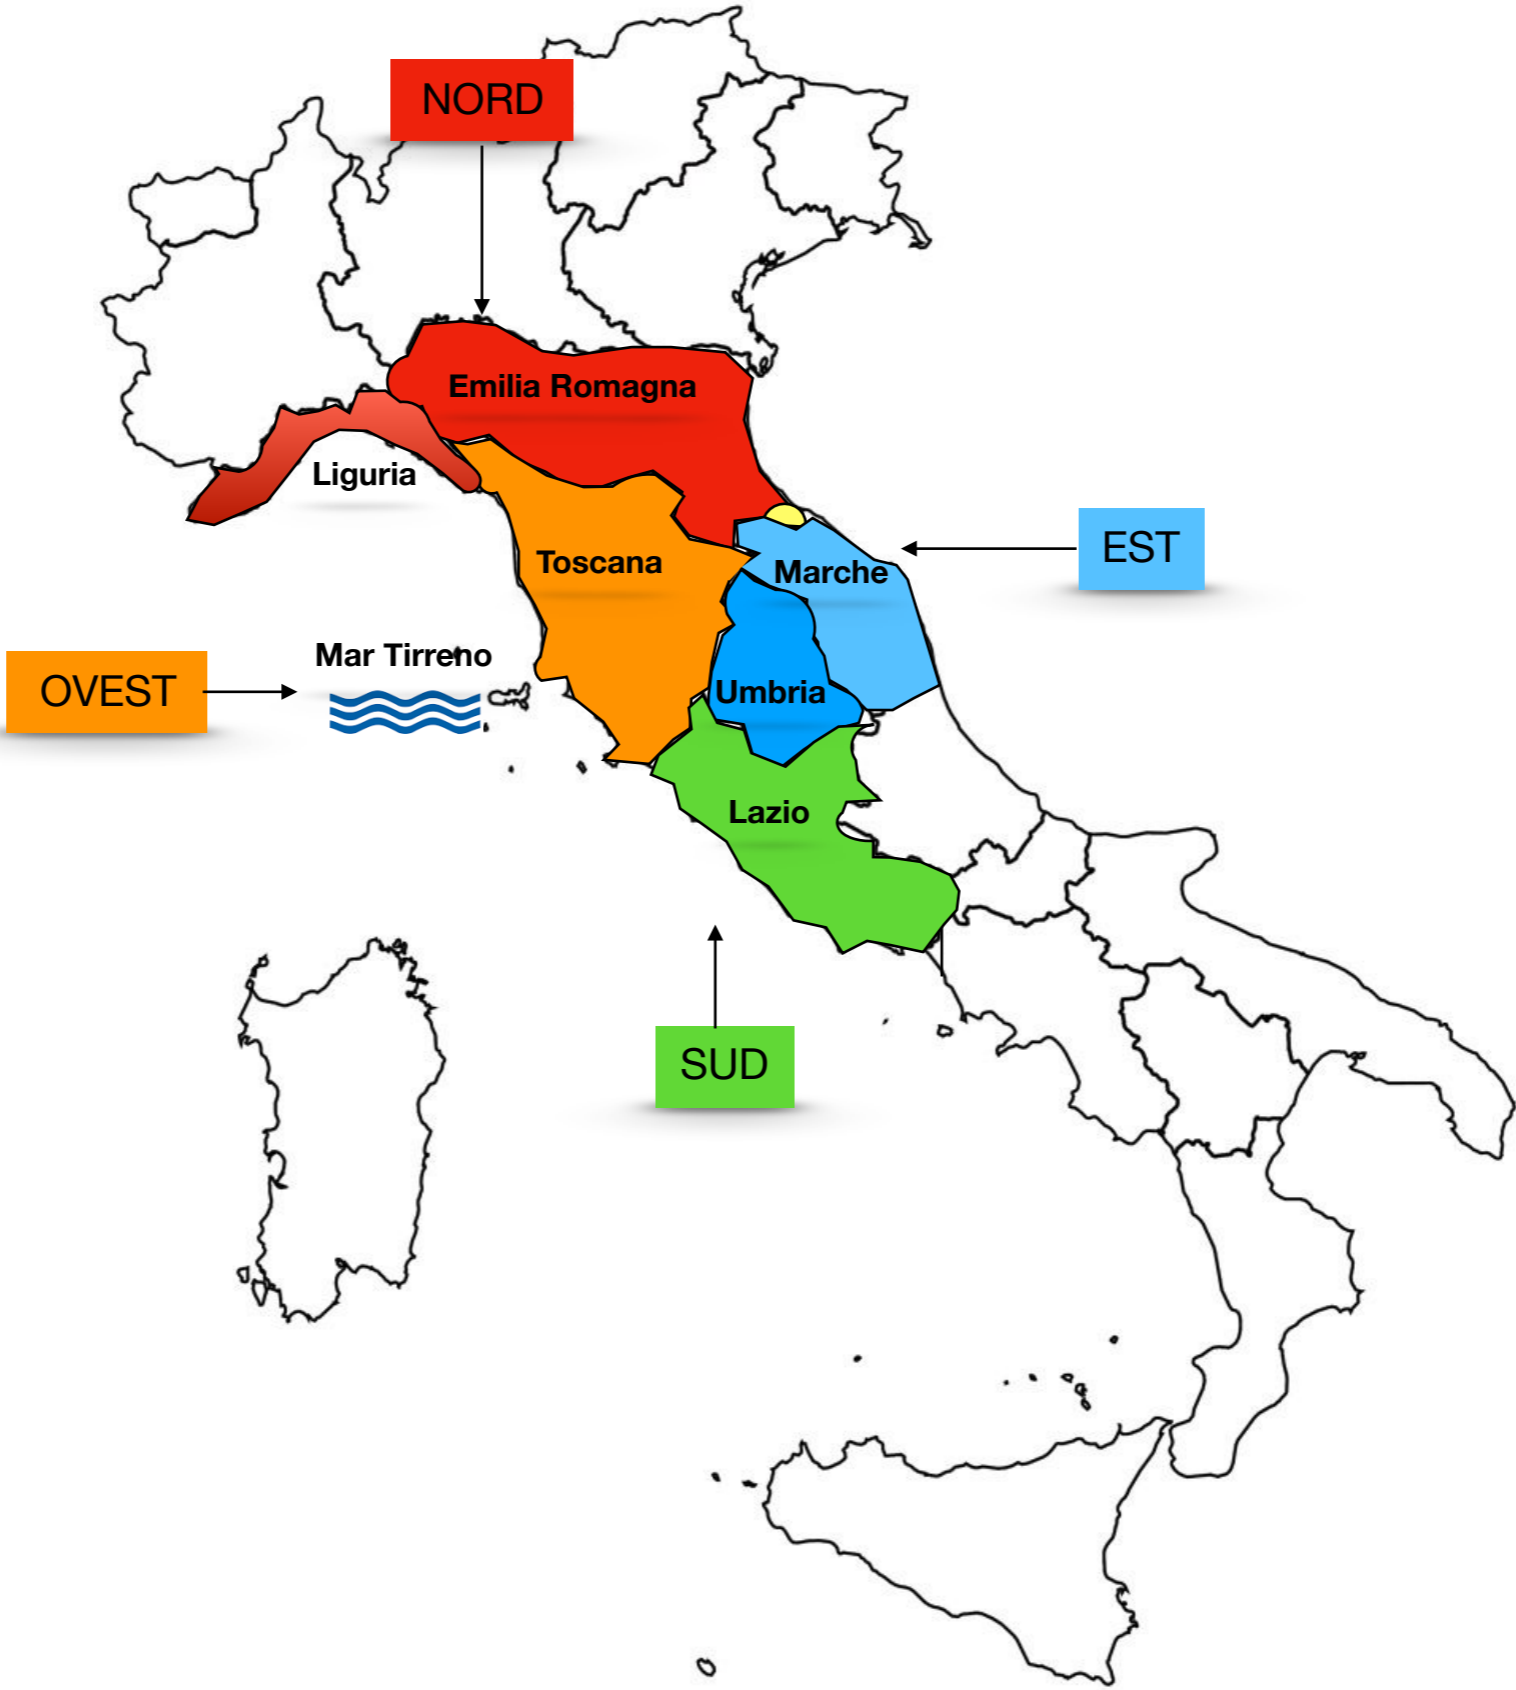 NORD
Emilia Romagna
Liguria
Toscana
Marche
EST
Mar Tirreno
OVEST
Umbria
Lazio
SUD